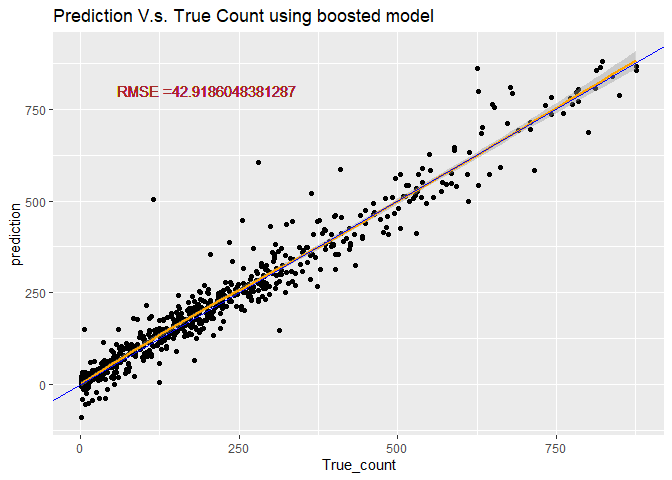 Prediction V.s. True Count using boosted model
RMSE =42.9186048381287
750
500
250
0
prediction
0
250
500
750
True_count